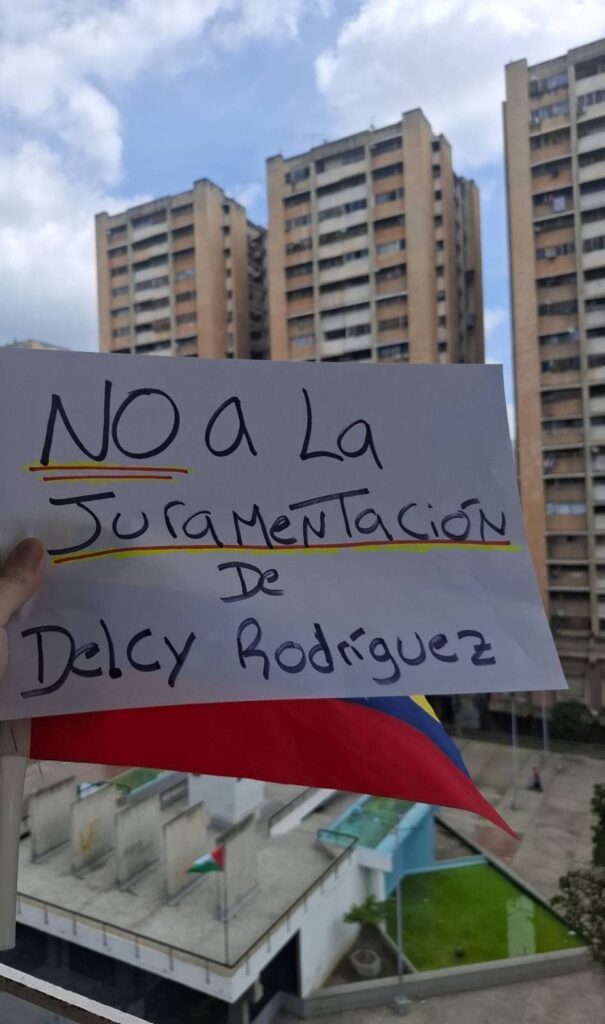 NO a La
JuramenTación
De
Delcy Rodríguez